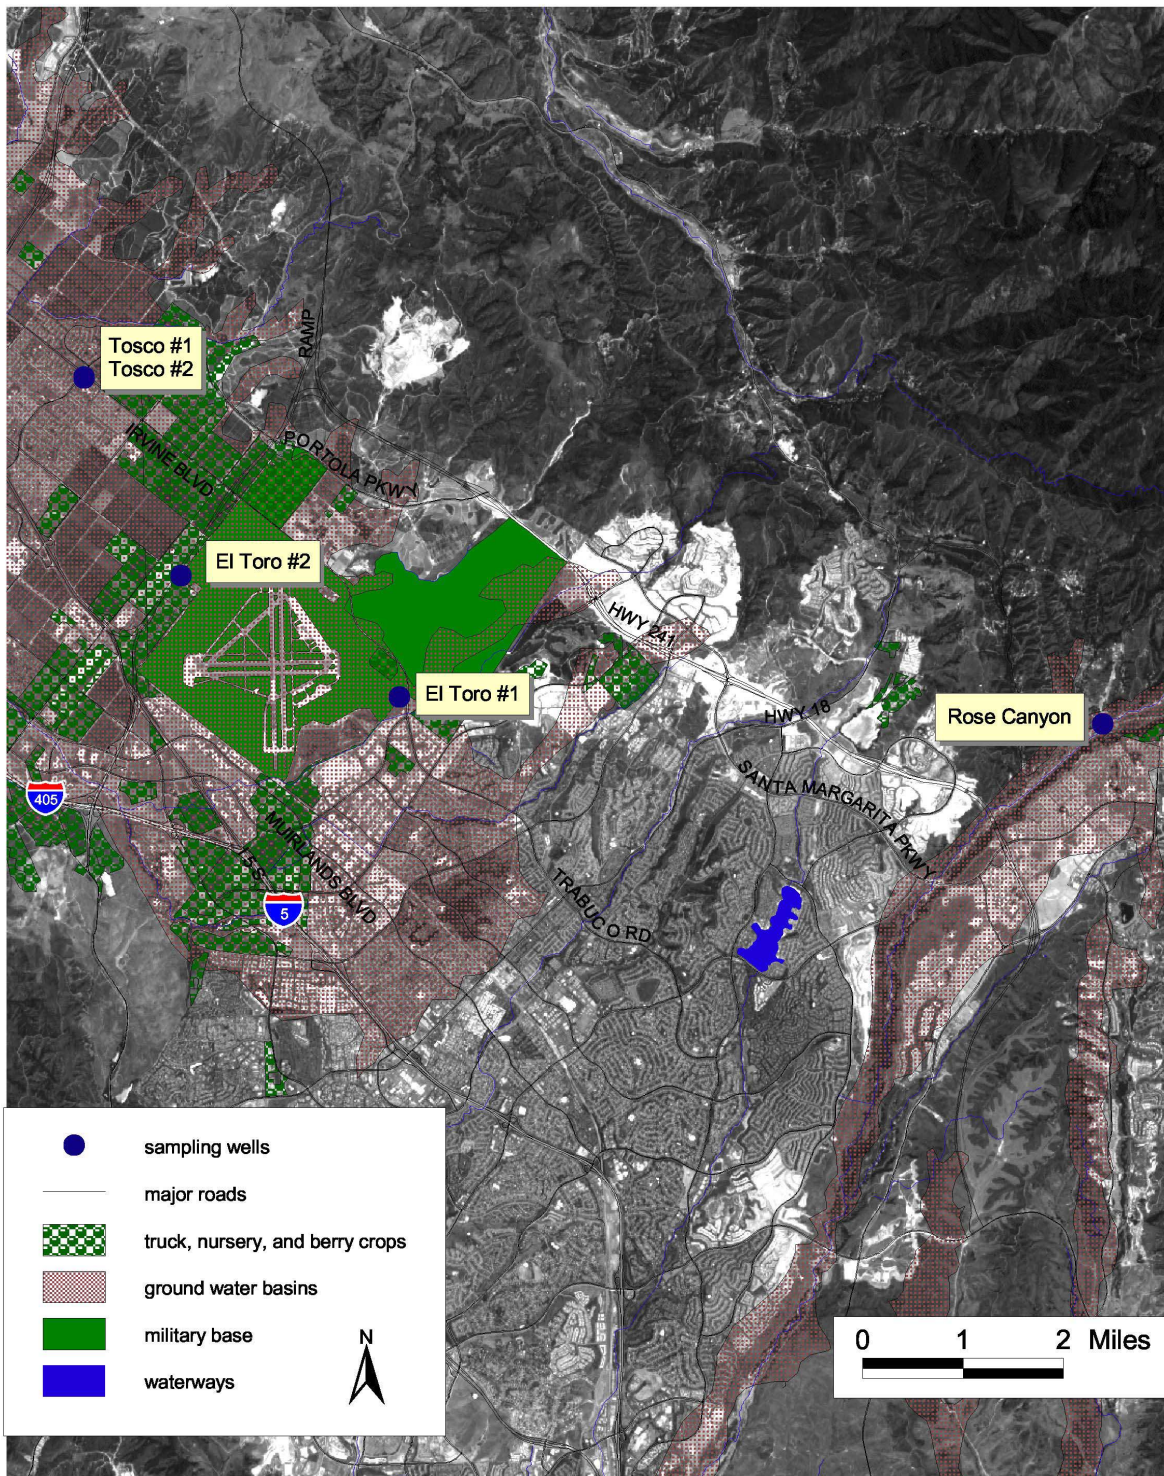 RAMP
Tosco #1
Tosco #2
IRVINE BLVD
PORTOLA PKWY
El Toro #2
HWY 241
El Toro #1
HWY 18
Rose Canyon
SANTA MARGARITA PKWY
405
MUIRLANDS BLVD
I 5 S
5
TRABUCO RD
sampling wells
major roads
truck, nursery, and berry crops
ground water basins
military base
waterways
N
0 1 2 Miles